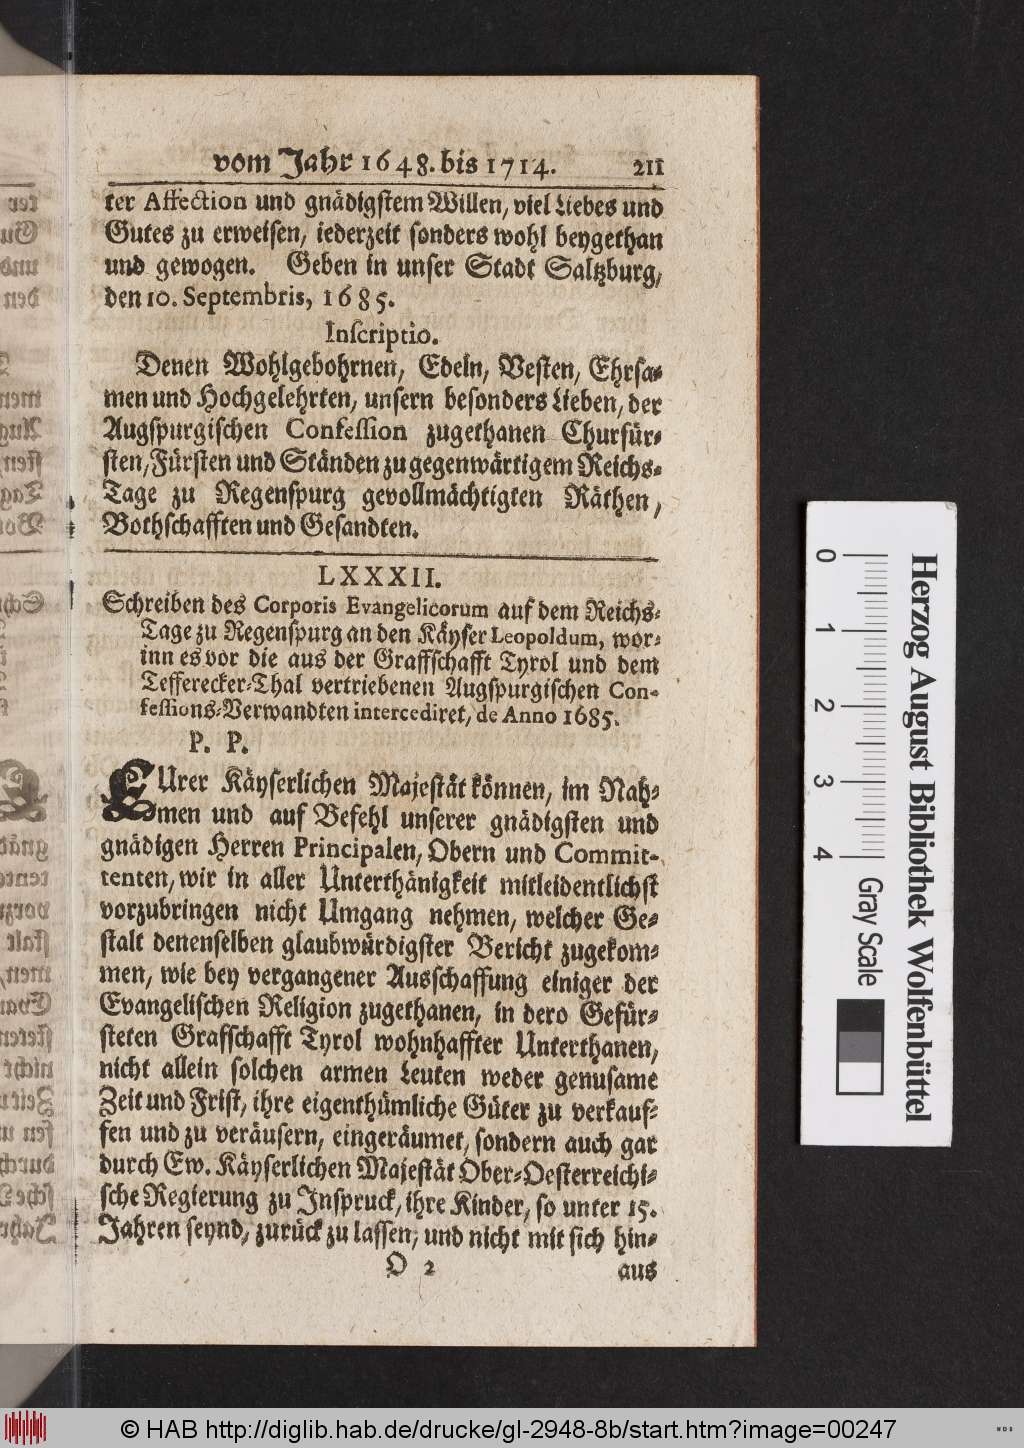 vom Jahr 1648. bis 1714. 211
ter Affection und gnädigstem Willen, viel Liebes und
Gutes zu erweisen, iederzeit sonders wohl beygethan
und gewogen. Geben in unser Stadt Saltzburg,
den 10. Septembris, 1685.
Inscriptio.
Denen Wohlgebohrnen, Edeln, Vesten, Ehrsa-
men und Hochgelehrten, unsern besonders Lieben, der
Augspurgischen Confession zugethanen Churfür-
sten, Fürsten und Ständen zu gegenwärtigem Reichs-
Tage zu Regenspurg gevollmächtigten Räthen,
Bothschafften und Gesandten.
LXXXII.
Schreiben des Corporis Evangelicorum auf dem Reichs-
Tage zu Regenspurg an den Käyser Leopoldum, wor-
inn es vor die aus der Graffschafft Tyrol und dem
Tefferecker-Thal vertriebenen Augspurgischen Con-
fessions-Verwandten intercediret, de Anno 1685.
P. P.
EUrer Käyserlichen Majestät können, im Nah-
men und auf Befehl unserer gnädigsten und
gnädigen Herren Principalen, Obern und Commit-
tenten, wir in aller Unterthänigkeit mitleidentlichst
vorzubringen nicht Umgang nehmen, welcher Ge-
stalt denenselben glaubwürdigster Bericht zugekom-
men, wie bey vergangener Ausschaffung einiger der
Evangelischen Religion zugethanen, in dero Gefür-
steten Grafschafft Tyrol wohnhaffter Unterthanen,
nicht allein solchen armen Leuten weder genusame
Zeit und Frist, ihre eigenthümliche Güter zu verkauf-
fen und zu veräusern, eingeräumet, sondern auch gar
durch Ew. Käyserlichen Majestät Ober-Oesterreichi-
sche Regierung zu Inspruck, ihre Kinder, so unter 15.
Jahren seynd, zurück zu lassen, und nicht mit sich hin-
O 2 aus
0 1 2 3 4 Gray Scale
Herzog August Bibliothek Wolfenbüttel
© HAB http://diglib.hab.de/drucke/gl-2948-8b/start.htm?image=00247